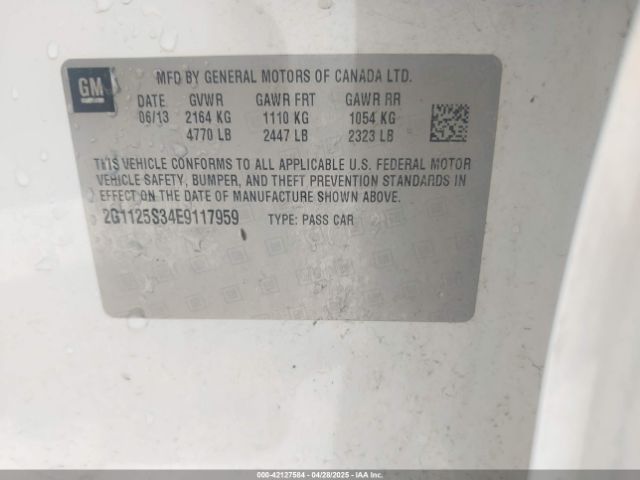 GM
MFD BY GENERAL MOTORS OF CANADA LTD.
DATE GVWR GAWR FRT GAWR RR
06/13 2164 KG 1110 KG 1054 KG
4770 LB 2447 LB 2323 LB
THIS VEHICLE CONFORMS TO ALL APPLICABLE U.S. FEDERAL MOTOR
VEHICLE SAFETY, BUMPER, AND THEFT PREVENTION STANDARDS IN
EFFECT ON THE DATE OF MANUFACTURE SHOWN ABOVE.
2G1125S34E9117959 TYPE: PASS CAR
000-42127584 | 04/28/2025 | IAAI.COM